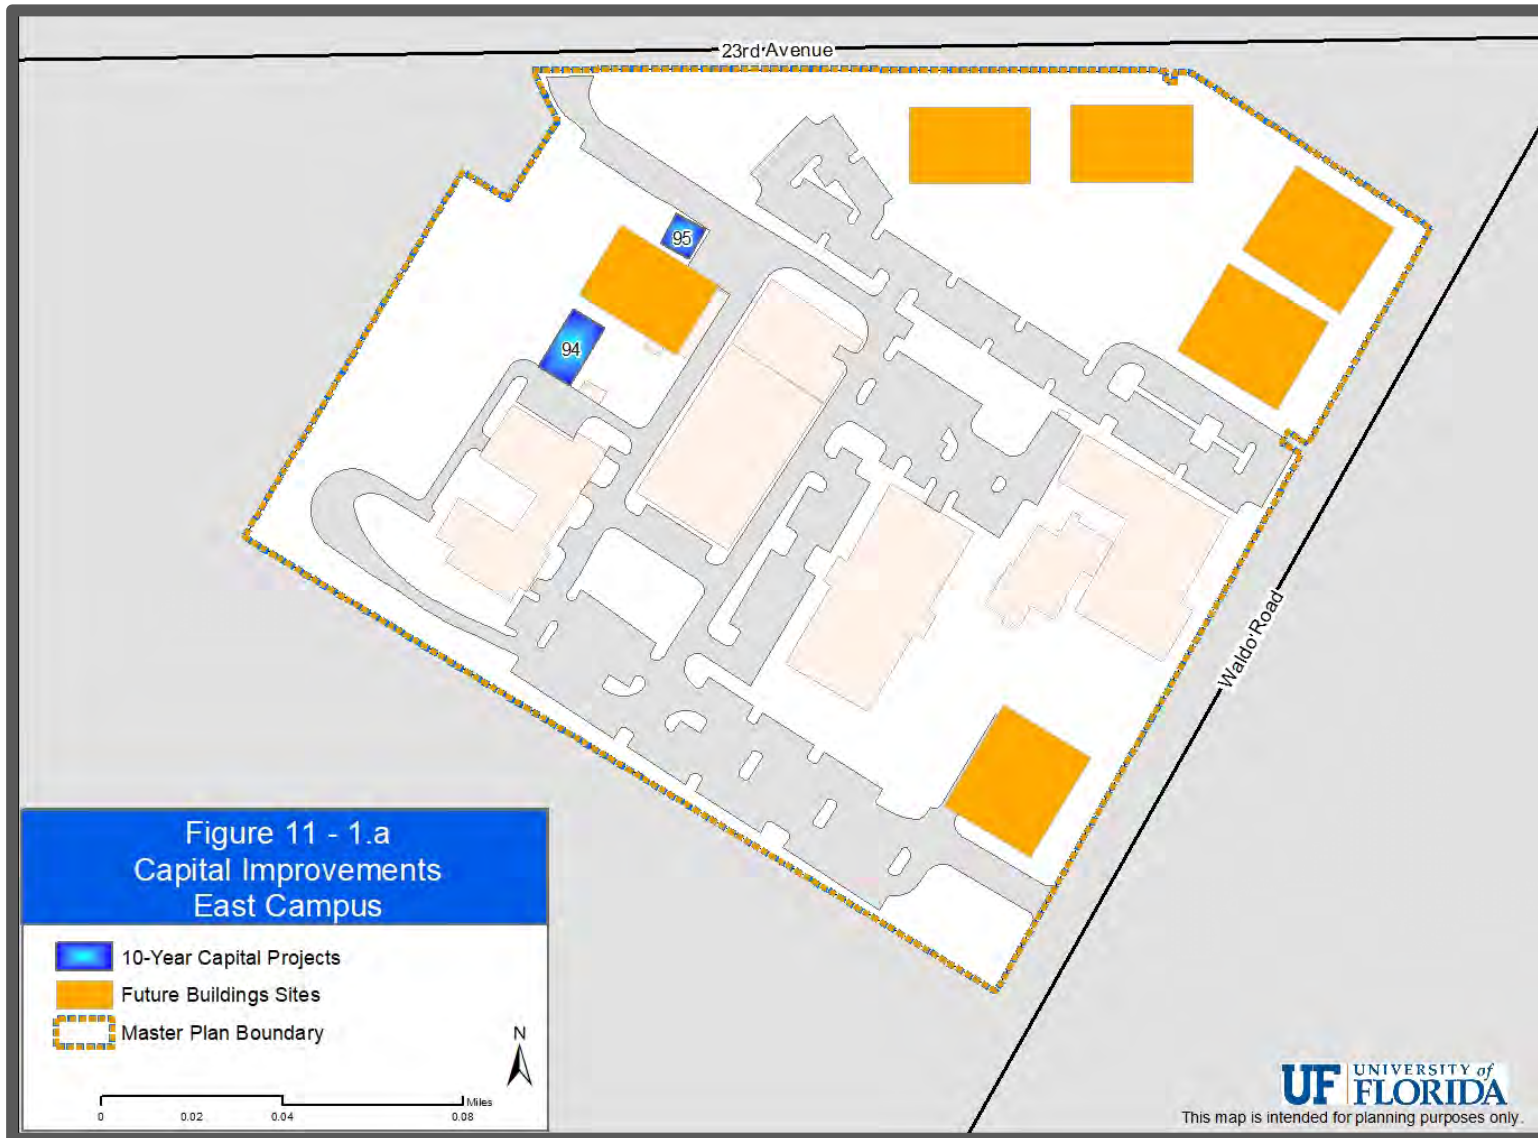 23rd Avenue
95
94
Waldo Road
Figure 11 - 1.a
Capital Improvements
East Campus
10-Year Capital Projects
Future Buildings Sites
Master Plan Boundary
N
Miles
0 0.02 0.04 0.08
UF UNIVERSITY of
FLORIDA
This map is intended for planning purposes only.